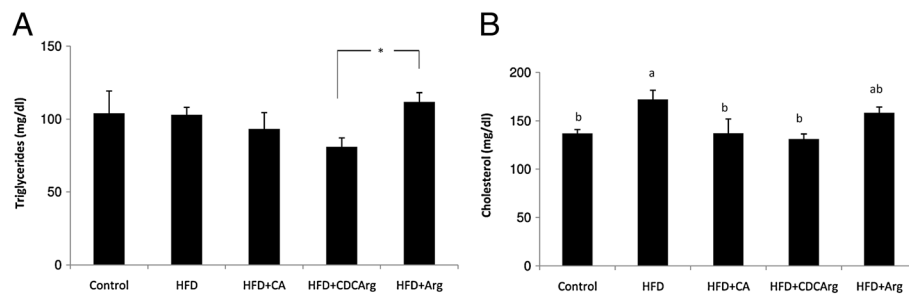 A
Triglycerides (mg/dl)
150
100
50
0
*
Control HFD HFD+CA HFD+CDCArg HFD+Arg
B
Cholesterol (mg/dl)
200
150
100
50
0
b a b b ab
Control HFD HFD+CA HFD+CDCArg HFD+Arg